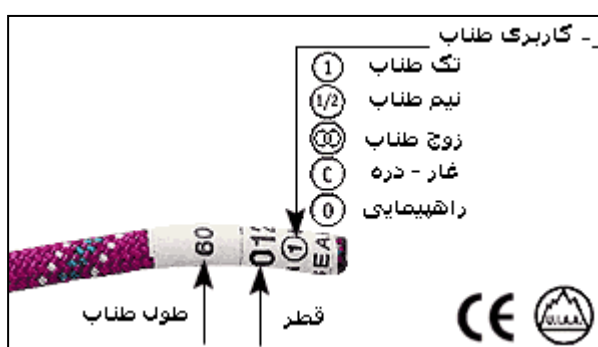 - کاربری طناب
تک طناب 1
نیم طناب 1/2
زوج طناب
غار - دره C
راهپیمایی 0
60
1
قطر
طول طناب
CE
U.I.A.A.